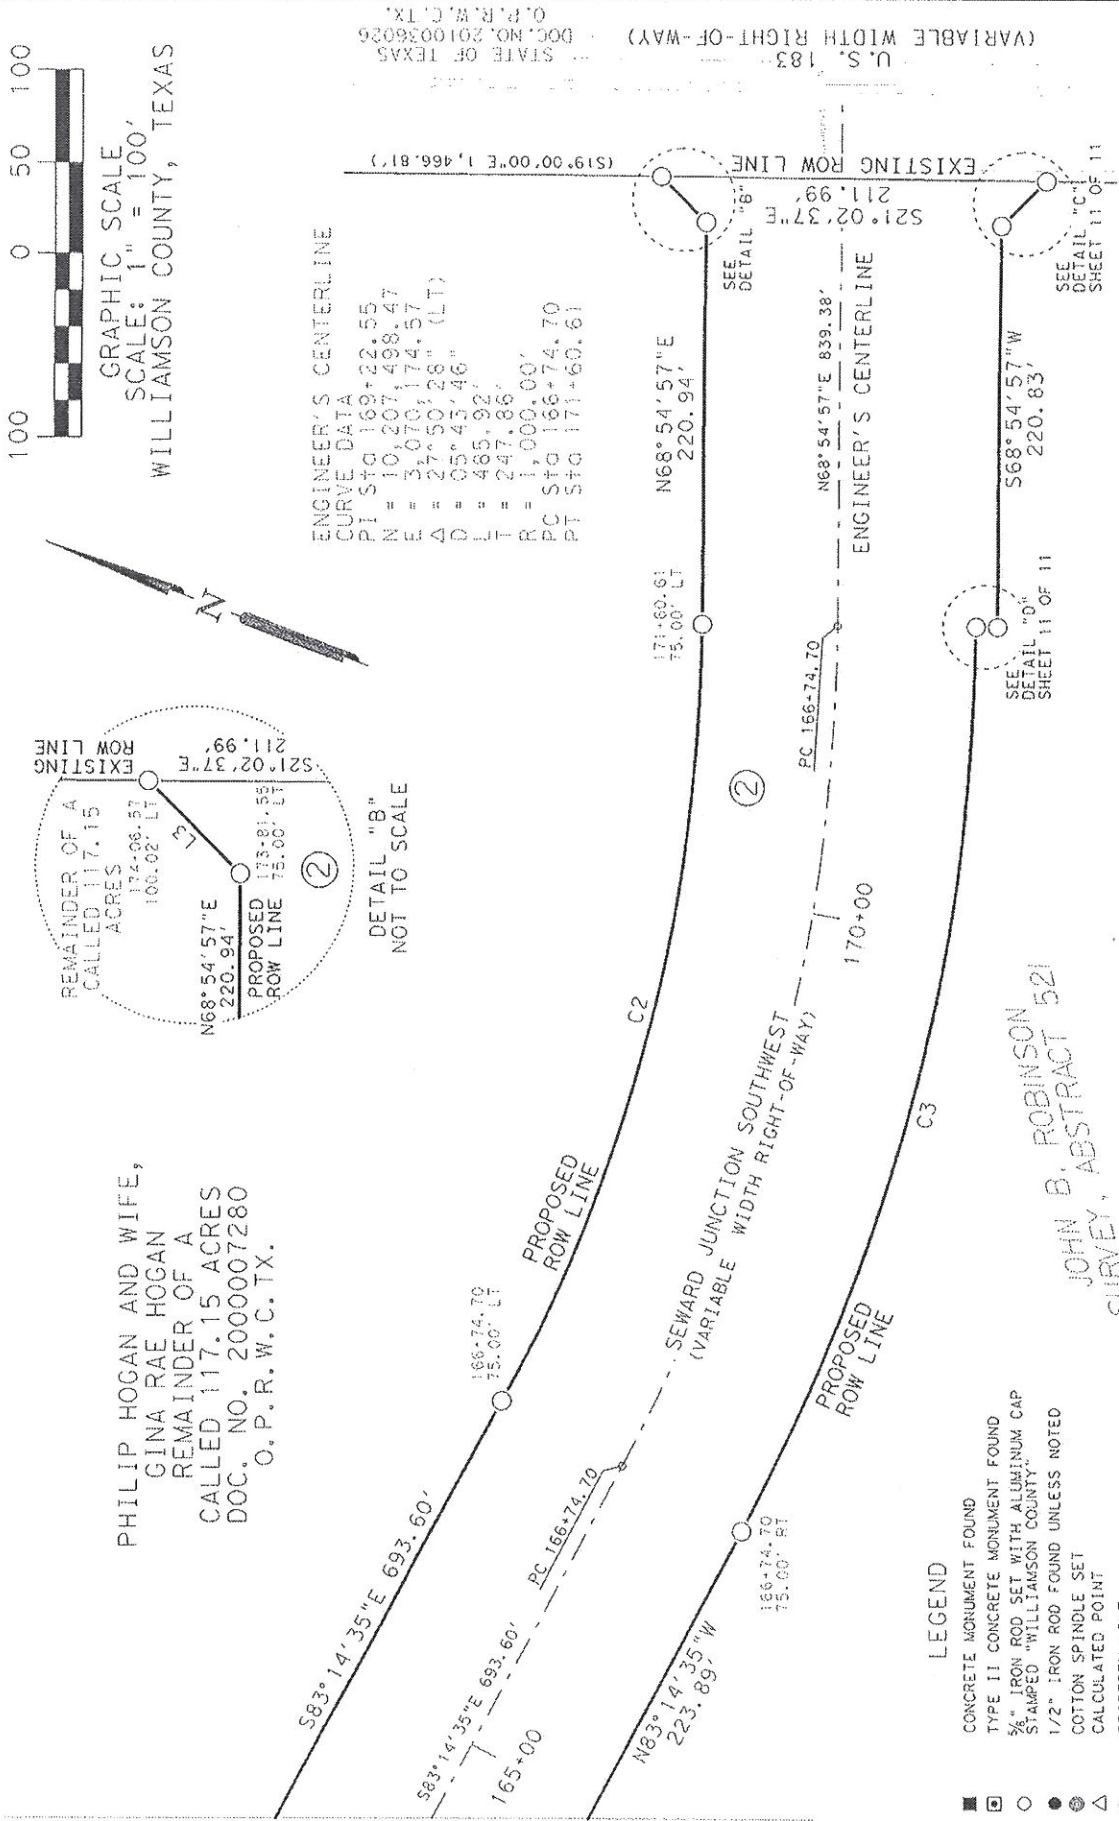 100 50 0 100
GRAPHIC SCALE
SCALE: 1" = 100'
WILLIAMSON COUNTY, TEXAS
N
U.S. 183
(VARIABLE WIDTH RIGHT-OF-WAY)
STATE OF TEXAS
DOC. NO. 2010036026
O.P.R.W.C.TX.
ENGINEER'S CENTERLINE
CURVE DATA
PI Sta 169+22.55
N = 10,207,498.47
E = 3,070,174.57
Δ = 27°50'28" (LT)
D = 05°43'46"
L = 485.92'
T = 247.86'
R = 1,000.00'
PC Sta 166+74.70
PT Sta 171+60.61
REMAINDER OF A
CALLED 117.15
ACRES
174+06.57
100.02' LT
L3
EXISTING
ROW LINE
S21°02'37"E
211.99'
N68°54'57"E
220.94'
PROPOSED
ROW LINE
173+81.55
75.00' LT
2
DETAIL "B"
NOT TO SCALE
PHILIP HOGAN AND WIFE,
GINA RAE HOGAN
REMAINDER OF A
CALLED 117.15 ACRES
DOC. NO. 2000007280
O.P.R.W.C.TX.
(S19°00'00"E 1,466.81')
EXISTING ROW LINE
S21°02'37"E
211.99'
SEE
DETAIL "B"
N68°54'57"E
220.94'
171+60.61
75.00' LT
C2
PROPOSED
ROW LINE
166+74.70
75.00' LT
S83°14'35"E 693.60'
N68°54'57"E 839.38'
ENGINEER'S CENTERLINE
PC 166+74.70
2
170+00
SEWARD JUNCTION SOUTHWEST
(VARIABLE WIDTH RIGHT-OF-WAY)
PC 166+74.70
S83°14'35"E 693.60'
165+00
SEE
DETAIL "C"
SHEET 11 OF 11
S68°54'57"W
220.83'
SEE
DETAIL "D"
SHEET 11 OF 11
C3
PROPOSED
ROW LINE
166+74.70
75.00' RT
N83°14'35"W
223.89'
JOHN B. ROBINSON
SURVEY, ABSTRACT 521
LEGEND
CONCRETE MONUMENT FOUND
TYPE II CONCRETE MONUMENT FOUND
5/8" IRON ROD SET WITH ALUMINUM CAP
STAMPED "WILLIAMSON COUNTY"
1/2" IRON ROD FOUND UNLESS NOTED
COTTON SPINDLE SET
CALCULATED POINT